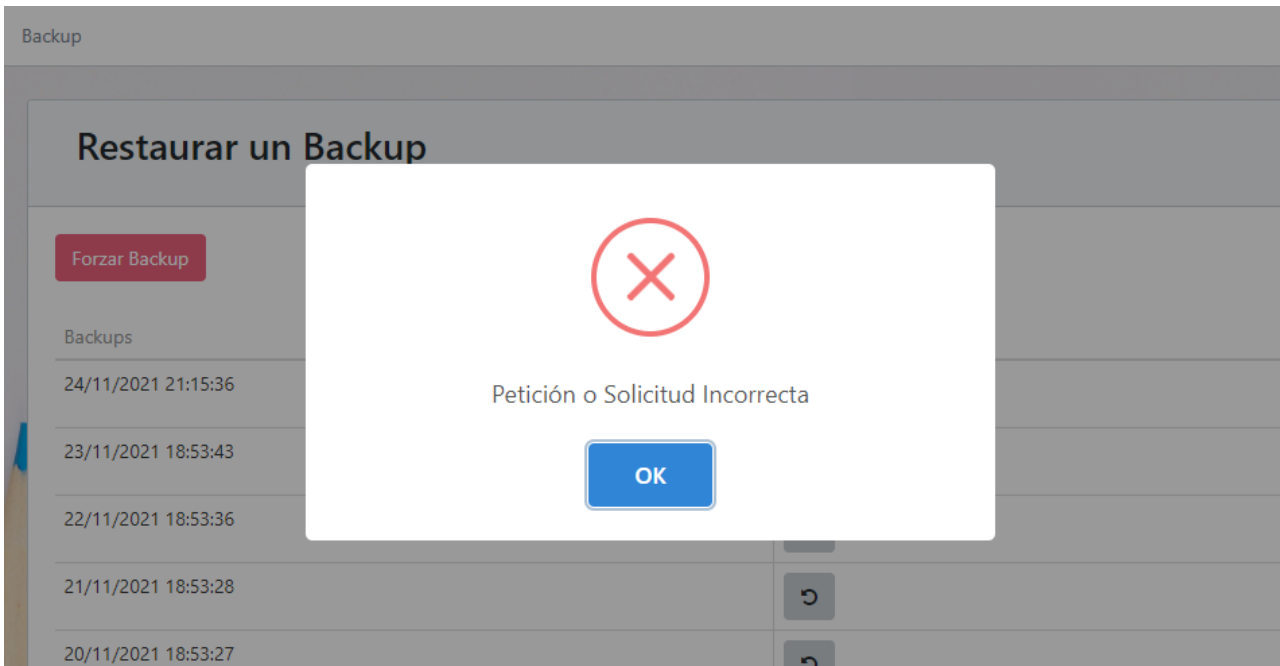 Backup
Restaurar un Backup
Forzar Backup
Backups
24/11/2021 21:15:36
23/11/2021 18:53:43
22/11/2021 18:53:36
21/11/2021 18:53:28
20/11/2021 18:53:27
Petición o Solicitud Incorrecta
OK